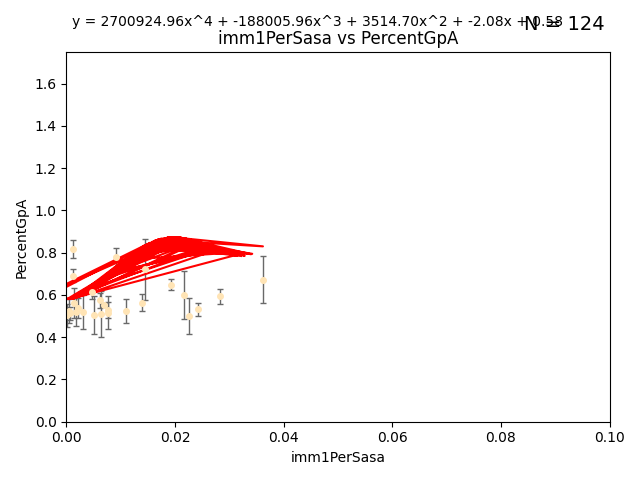 y = 2700924.96x^4 + -188005.96x^3 + 3514.70x^2 + -2.08x + 0.58
N = 124
imm1PerSasa vs PercentGpA
PercentGpA
1.6
1.4
1.2
1.0
0.8
0.6
0.4
0.2
0.0
0.00 0.02 0.04 0.06 0.08 0.10
imm1PerSasa